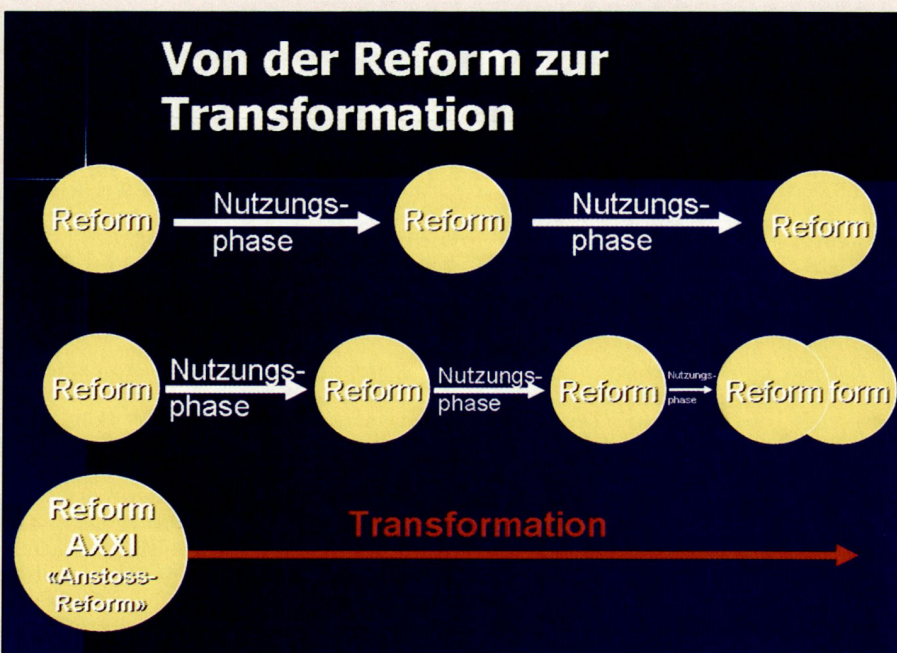 Von der Reform zur
Transformation
Reform
Nutzungs-
phase
Reform
Nutzungs-
phase
Reform
Reform
Nutzungs-
phase
Reform
Nutzungs-
phase
Reform
Nutzungs-
phase
Reform
form
Reform
AXXI
«Anstoss-
Reform»
Transformation